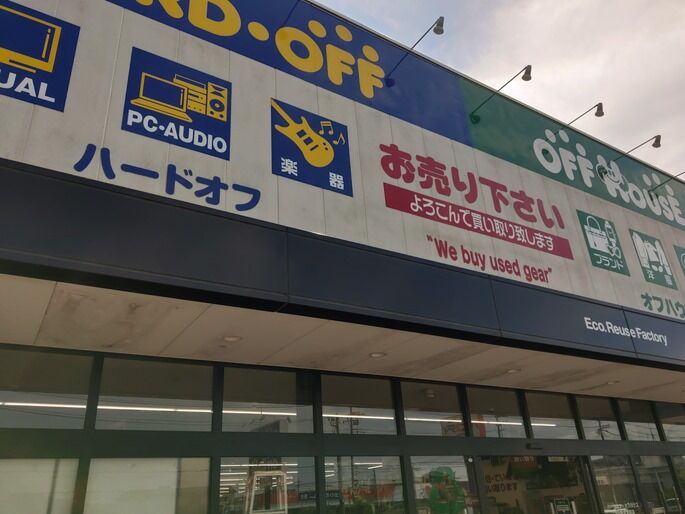 RD・OFF
UAL
PC-AUDIO
楽器
ハードオフ
お売り下さい
よろこんで買い取り致します
"We buy used gear"
OFF HOUSE
ブランド
洋服
オフハウ
Eco.Reuse Factory